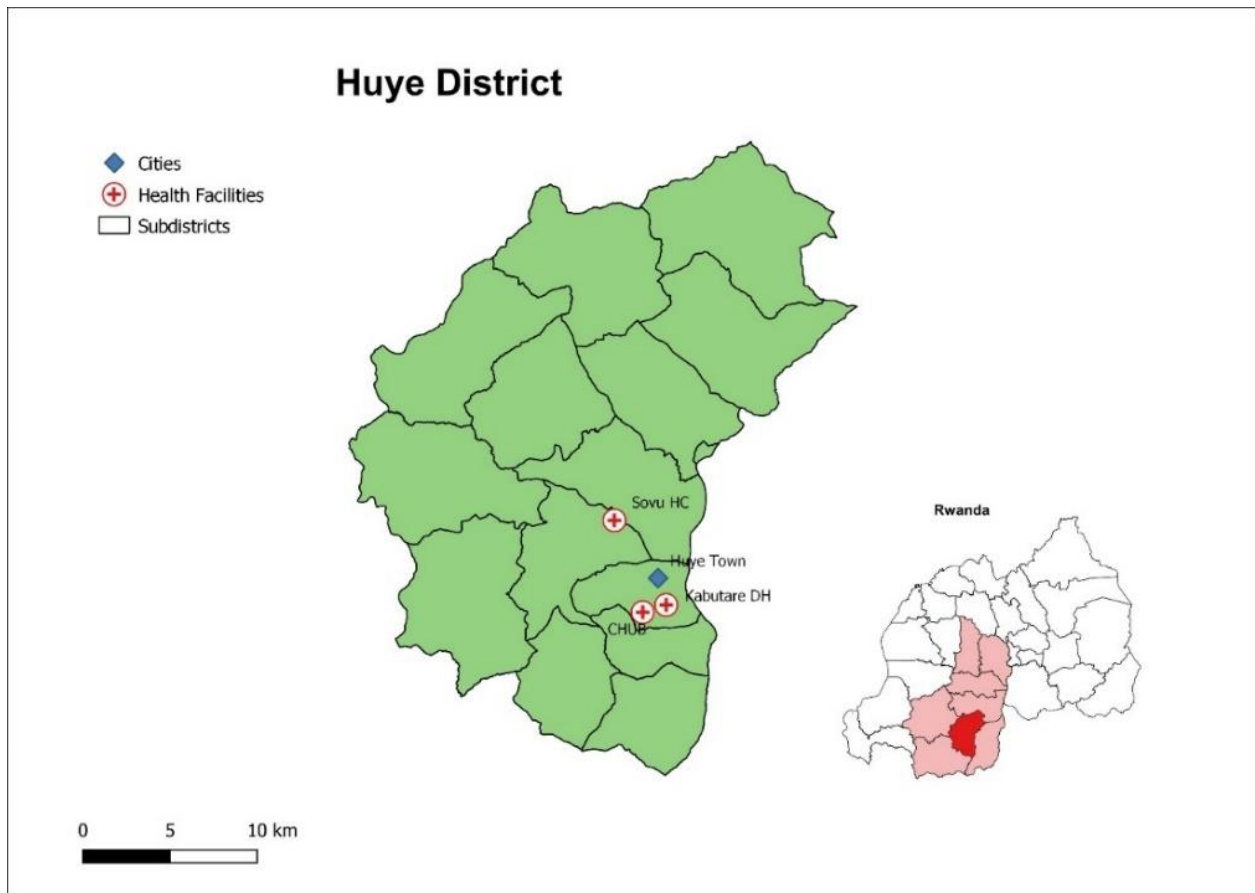 Huye District
Cities
Health Facilities
Subdistricts
Sovu HC
Huye Town
Kabutare DH
CHUB
Rwanda
0 5 10 km